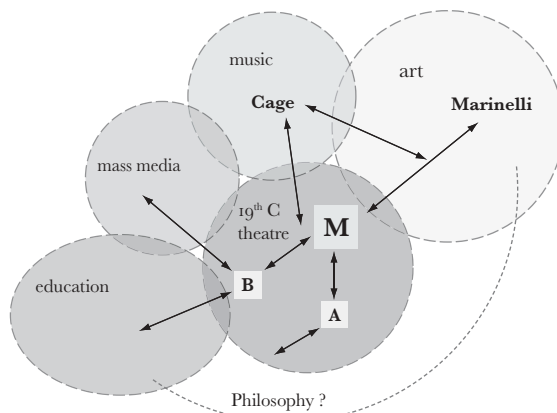 music
art
Cage
Marinelli
mass media
19th C
theatre
M
B
education
A
Philosophy ?